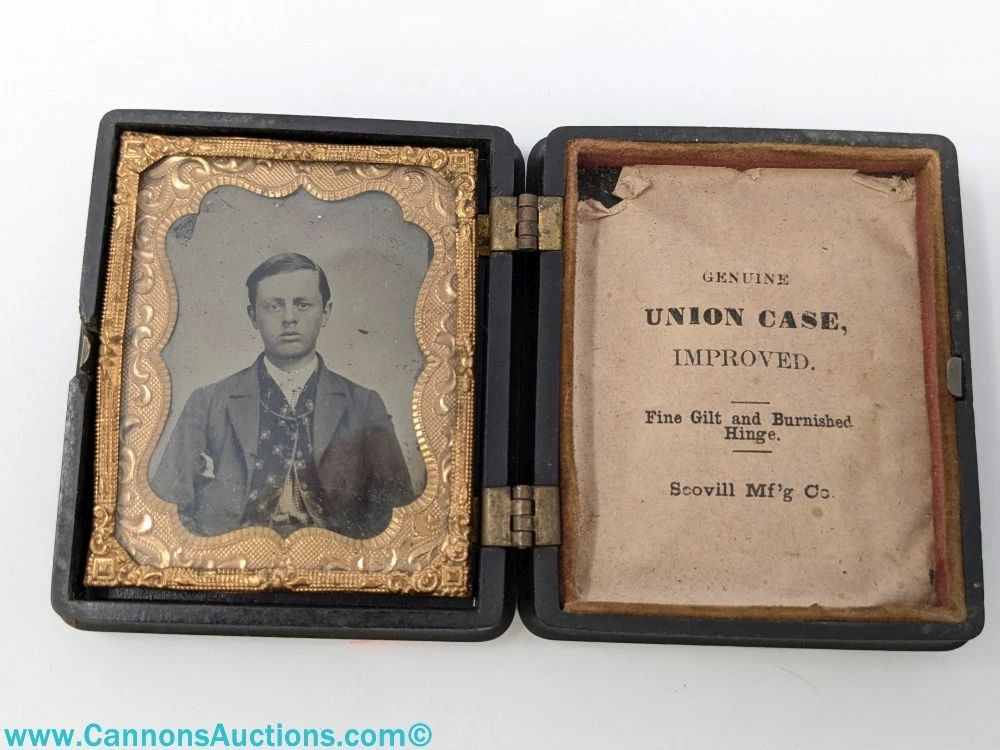 GENUINE
UNION CASE,
IMPROVED.
Fine Gilt and Burnished
Hinge.
Scovill Mf'g Co.
www.CannonsAuctions.com©